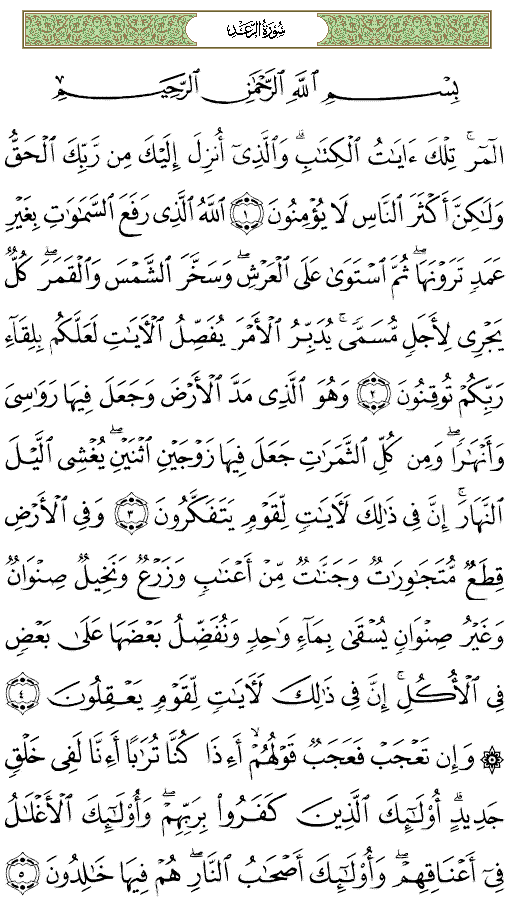 سُورَةُ الرَّعْدِ
بِسْمِ ٱللَّهِ ٱلرَّحْمَٰنِ ٱلرَّحِيمِ
الٓمٓرۚ تِلْكَ ءَايَٰتُ ٱلْكِتَٰبِۗ وَٱلَّذِىٓ أُنزِلَ إِلَيْكَ مِن رَّبِّكَ ٱلْحَقُّ
وَلَٰكِنَّ أَكْثَرَ ٱلنَّاسِ لَا يُؤْمِنُونَ ۝١ ٱللَّهُ ٱلَّذِى رَفَعَ ٱلسَّمَٰوَٰتِ بِغَيْرِ
عَمَدٍ تَرَوْنَهَاۖ ثُمَّ ٱسْتَوَىٰ عَلَى ٱلْعَرْشِۖ وَسَخَّرَ ٱلشَّمْسَ وَٱلْقَمَرَۖ كُلٌّ
يَجْرِى لِأَجَلٍ مُّسَمًّىۚ يُدَبِّرُ ٱلْأَمْرَ يُفَصِّلُ ٱلْءَايَٰتِ لَعَلَّكُم بِلِقَآءِ
رَبِّكُمْ تُوقِنُونَ ۝٢ وَهُوَ ٱلَّذِى مَدَّ ٱلْأَرْضَ وَجَعَلَ فِيهَا رَوَٰسِىَ
وَأَنْهَٰرًاۖ وَمِن كُلِّ ٱلثَّمَرَٰتِ جَعَلَ فِيهَا زَوْجَيْنِ ٱثْنَيْنِۖ يُغْشِى ٱلَّيْلَ
ٱلنَّهَارَۚ إِنَّ فِى ذَٰلِكَ لَءَايَٰتٍ لِّقَوْمٍ يَتَفَكَّرُونَ ۝٣ وَفِى ٱلْأَرْضِ
قِطَعٌ مُّتَجَٰوِرَٰتٌ وَجَنَّٰتٌ مِّنْ أَعْنَٰبٍ وَزَرْعٌ وَنَخِيلٌ صِنْوَانٌ
وَغَيْرُ صِنْوَانٍ يُسْقَىٰ بِمَآءٍ وَٰحِدٍ وَنُفَضِّلُ بَعْضَهَا عَلَىٰ بَعْضٍ
فِى ٱلْأُكُلِۚ إِنَّ فِى ذَٰلِكَ لَءَايَٰتٍ لِّقَوْمٍ يَعْقِلُونَ ۝٤
۞ وَإِن تَعْجَبْ فَعَجَبٌ قَوْلُهُمْ أَءِذَا كُنَّا تُرَٰبًا أَءِنَّا لَفِى خَلْقٍ
جَدِيدٍۗ أُو۟لَٰٓئِكَ ٱلَّذِينَ كَفَرُوا۟ بِرَبِّهِمْۖ وَأُو۟لَٰٓئِكَ ٱلْأَغْلَٰلُ
فِىٓ أَعْنَاقِهِمْۖ وَأُو۟لَٰٓئِكَ أَصْحَٰبُ ٱلنَّارِۖ هُمْ فِيهَا خَٰلِدُونَ ۝٥